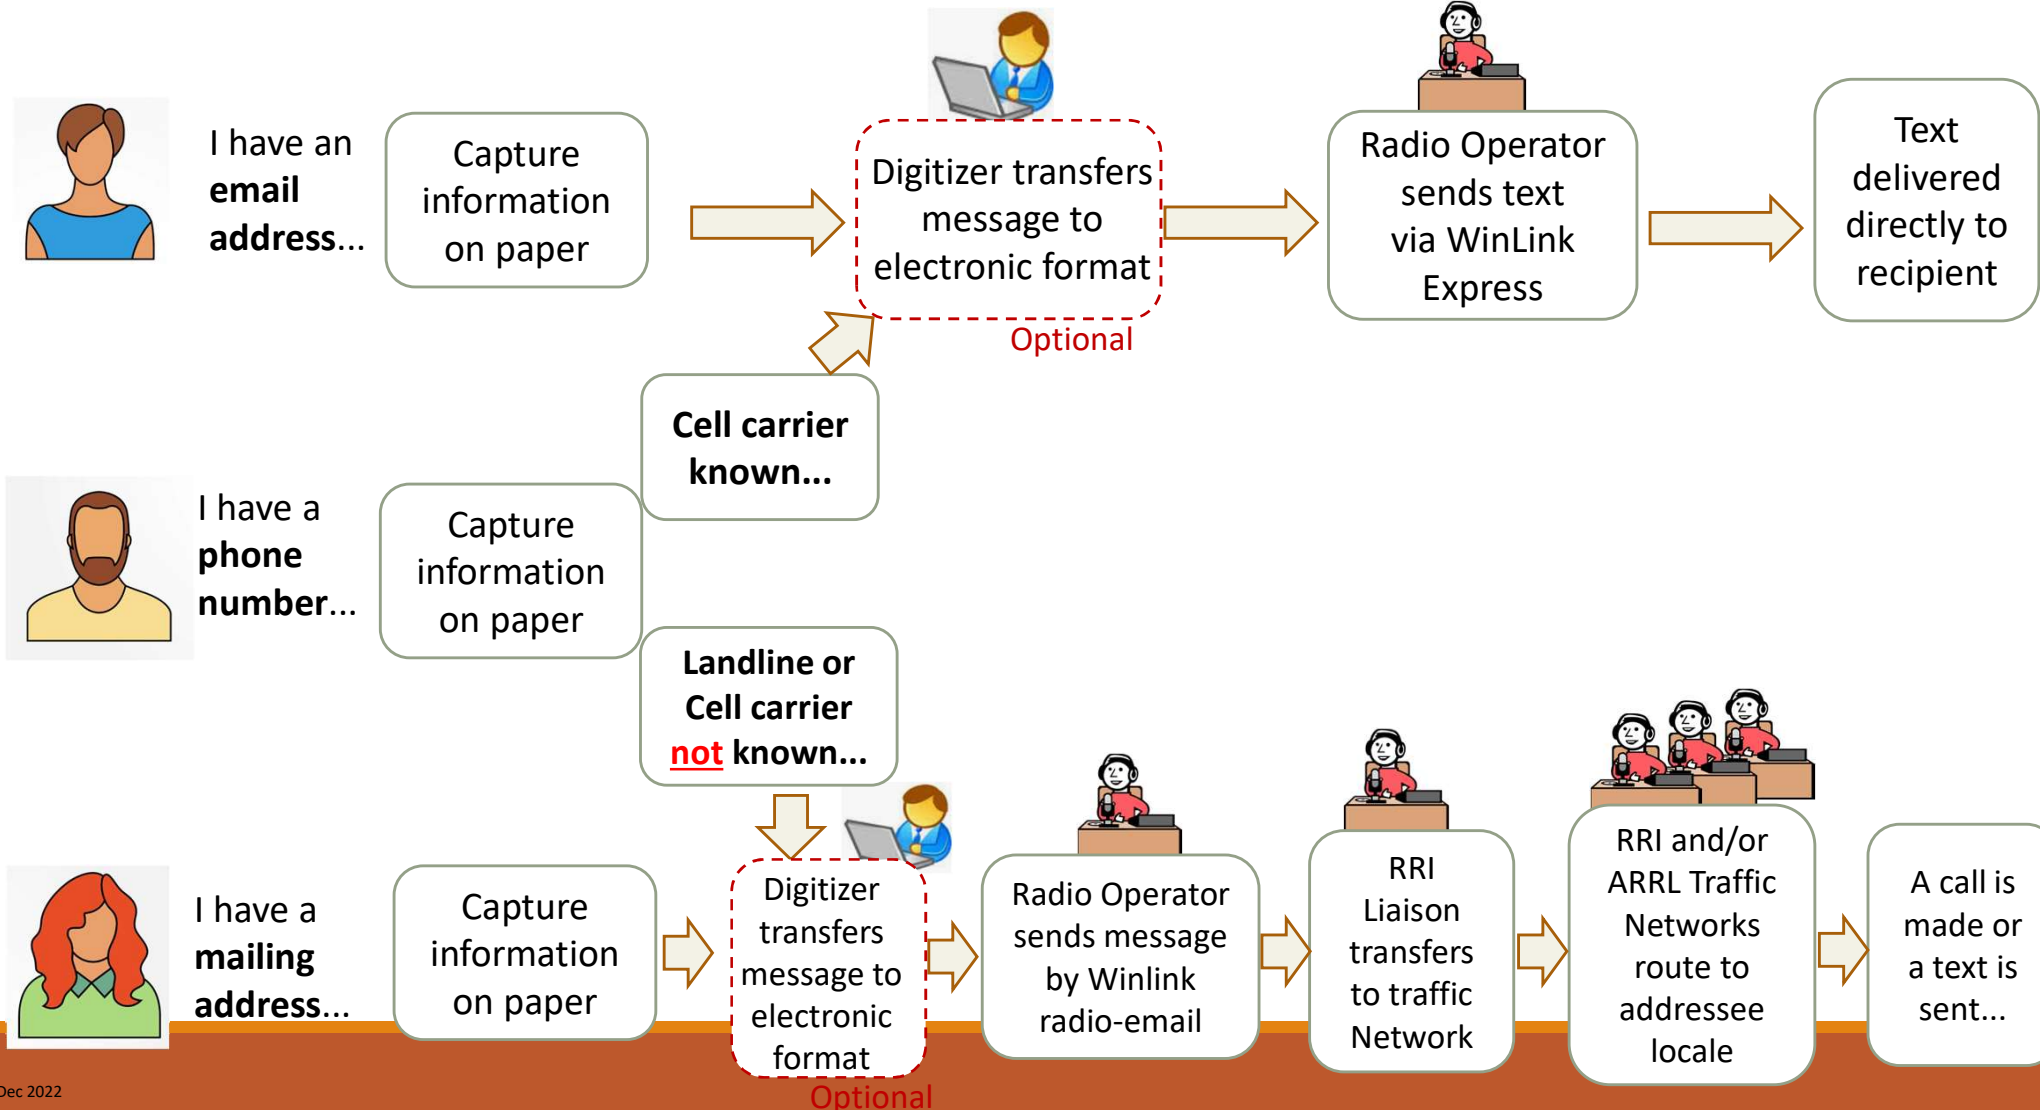 I have an
email
address...
Capture
information
on paper
Digitizer transfers
message to
electronic format
Optional
Radio Operator
sends text
via WinLink
Express
Text
delivered
directly to
recipient
Cell carrier
known...
I have a
phone
number...
Capture
information
on paper
Landline or
Cell carrier
not known...
I have a
mailing
address...
Capture
information
on paper
Digitizer
transfers
message to
electronic
format
Optional
Radio Operator
sends message
by Winlink
radio-email
RRI
Liaison
transfers
to traffic
Network
RRI and/or
ARRL Traffic
Networks
route to
addressee
locale
A call is
made or
a text is
sent...
Dec 2022